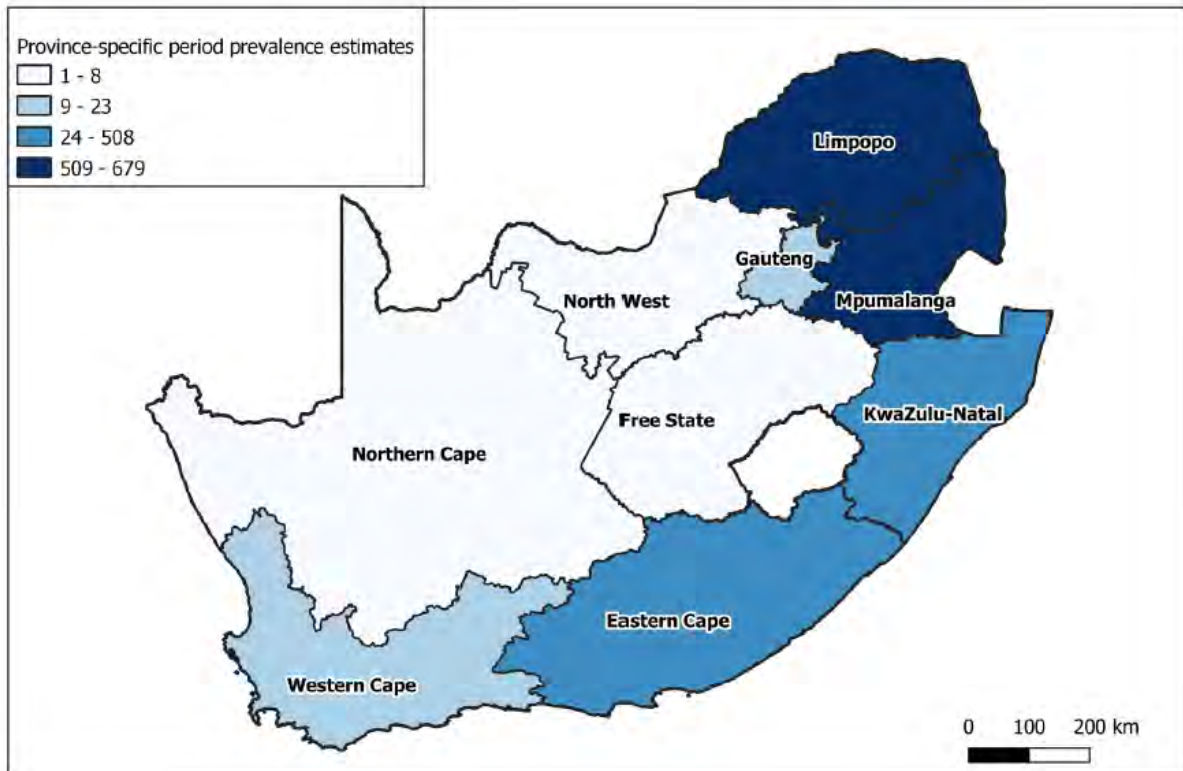 Province-specific period prevalence estimates
1 - 8
9 - 23
24 - 508
509 - 679
Limpopo
Gauteng
North West
Mpumalanga
KwaZulu-Natal
Free State
Northern Cape
Eastern Cape
Western Cape
0 100 200 km